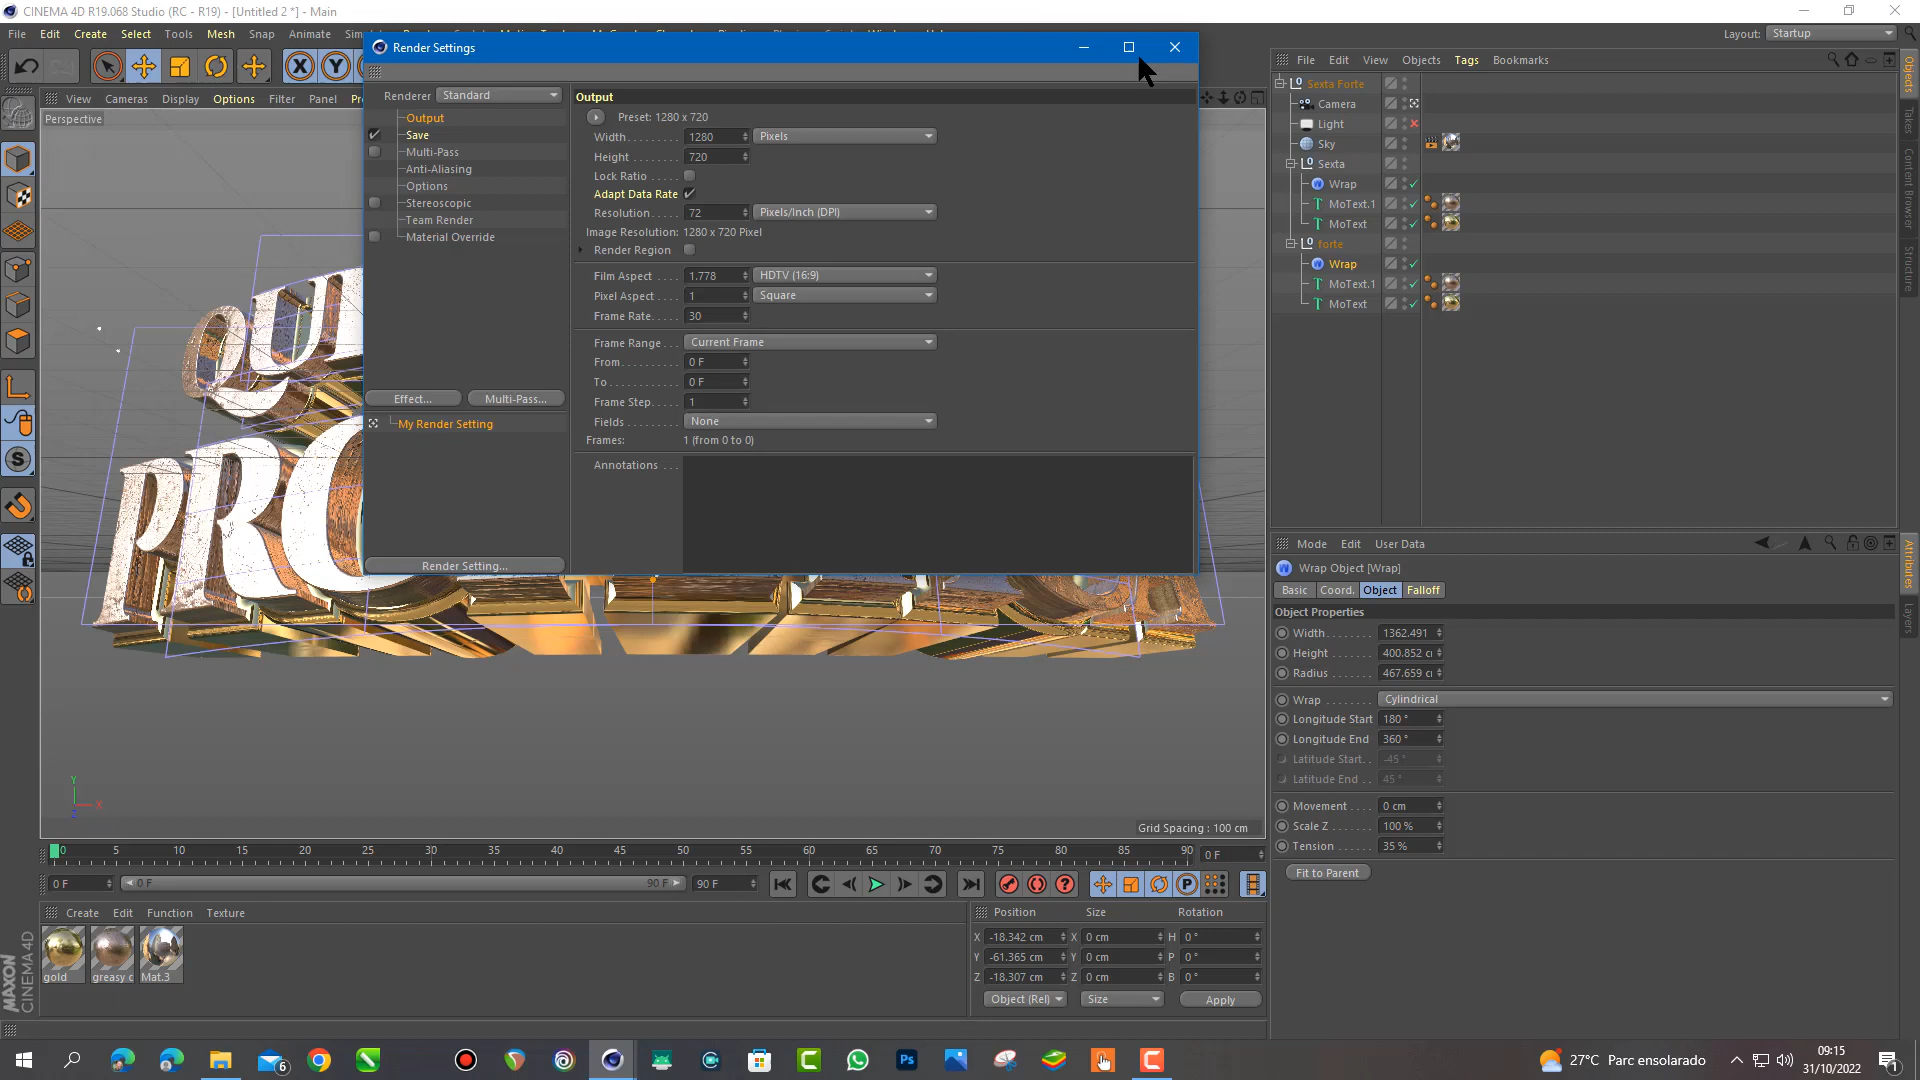 CINEMA 4D R19.068 Studio (RC - R19) - [Untitled 2 *] - Main
File Edit Create Select Tools Mesh Snap Animate
Layout: Startup
Render Settings
File Edit View Objects Tags Bookmarks
View Cameras Display Options Filter Panel
Perspective
Renderer Standard
Output
Save
Multi-Pass
Anti-Aliasing
Options
Stereoscopic
Team Render
Material Override
Effect... Multi-Pass...
My Render Setting
Render Setting...
Output
Preset: 1280 x 720
Width 1280 Pixels
Height 720
Lock Ratio
Adapt Data Rate
Resolution 72 Pixels/Inch (DPI)
Image Resolution: 1280 x 720 Pixel
Render Region
Film Aspect 1.778 HDTV (16:9)
Pixel Aspect 1 Square
Frame Rate 30
Frame Range Current Frame
From 0 F
To 0 F
Frame Step 1
Fields None
Frames: 1 (from 0 to 0)
Annotations
Sexta Forte
Camera
Light
Sky
Sexta
Wrap
MoText.1
MoText
forte
Wrap
MoText.1
MoText
Objects
Takes
Content Browser
Structure
Mode Edit User Data
Wrap Object [Wrap]
Basic Coord. Object Falloff
Object Properties
Width 1362.491
Height 400.852 c
Radius 467.659 c
Wrap Cylindrical
Longitude Start 180 °
Longitude End 360 °
Latitude Start -45 °
Latitude End 45 °
Movement 0 cm
Scale Z 100 %
Tension 35 %
Fit to Parent
Attributes
Layers
Grid Spacing : 100 cm
Y
X
Z
0 5 10 15 20 25 30 35 40 45 50 55 60 65 70 75 80 85 90 0 F
0 F 0 F 90 F 90 F
Create Edit Function Texture
gold greasy c Mat.3
Position Size Rotation
X -18.342 cm X 0 cm H 0 °
Y -61.365 cm Y 0 cm P 0 °
Z -18.307 cm Z 0 cm B 0 °
Object (Rel) Size Apply
MAXON
CINEMA 4D
6
27°C Parc ensolarado
09:15
31/10/2022
1